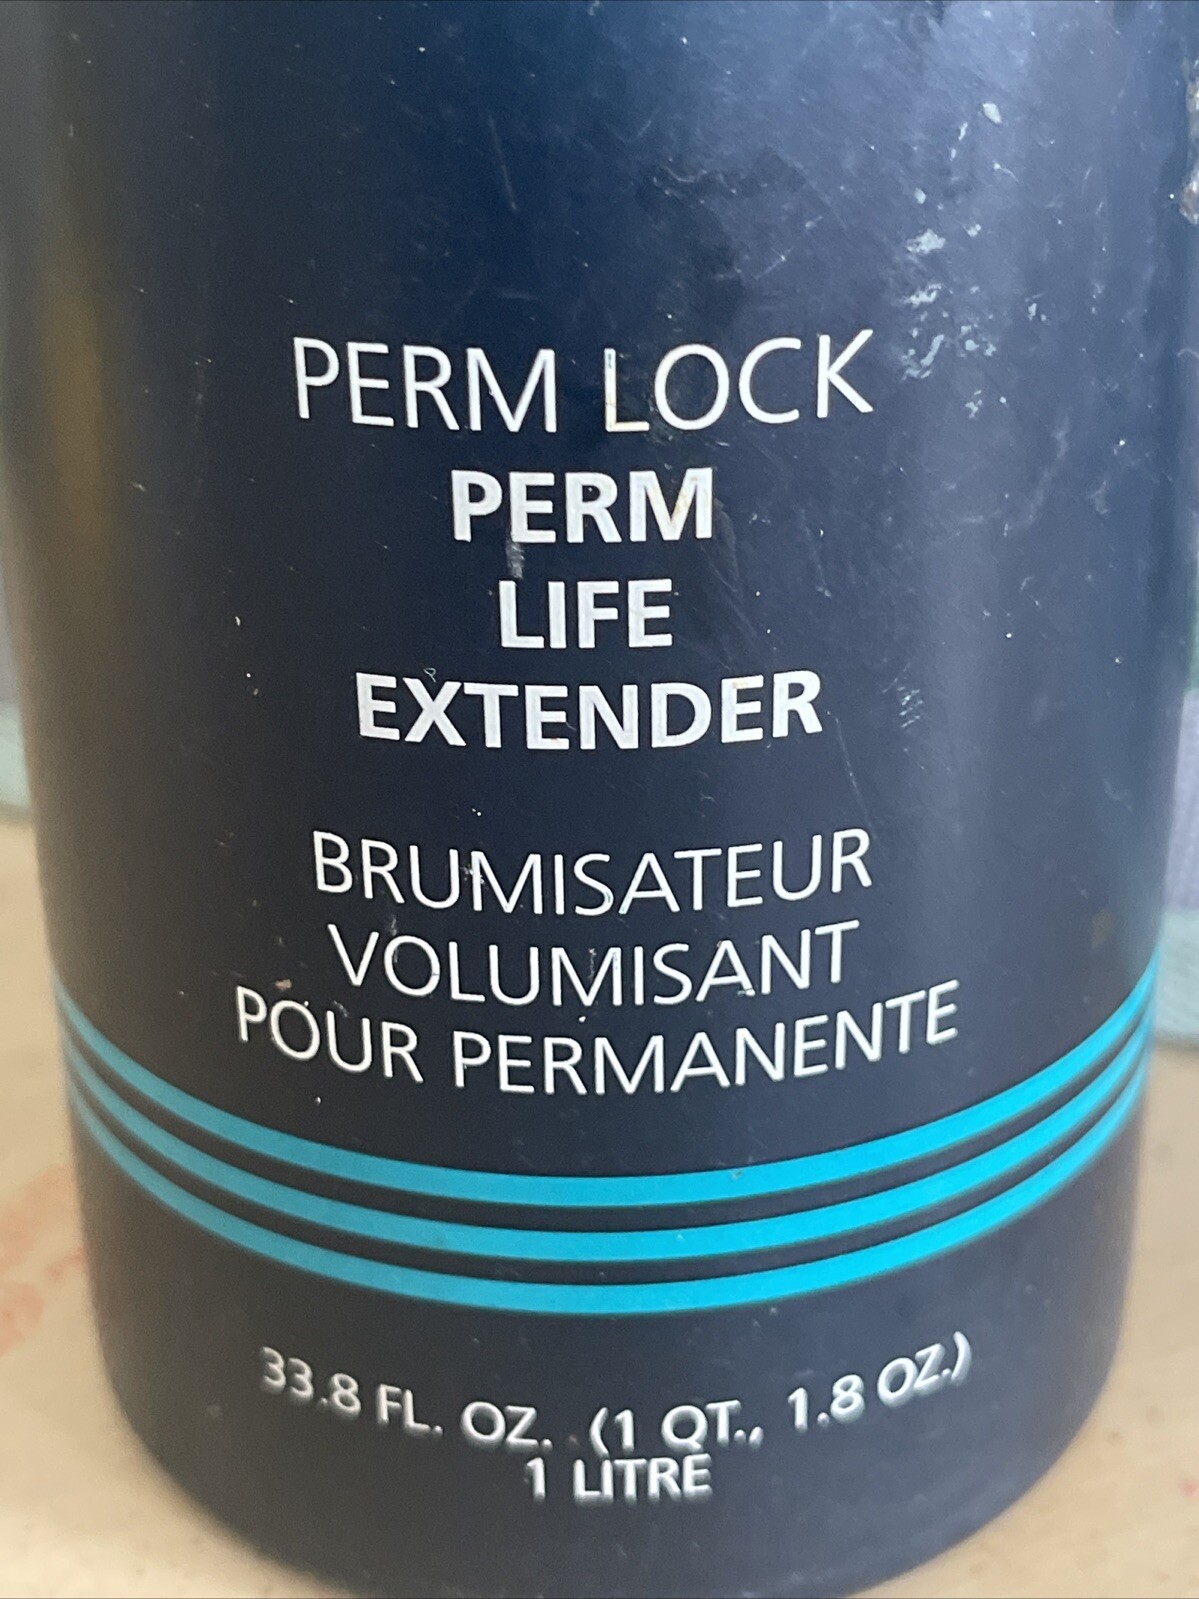 PERM LOCK
PERM
LIFE
EXTENDER
BRUMISATEUR
VOLUMISANT
POUR PERMANENTE
33.8 FL. OZ. (1 QT., 1.8 OZ.)
1 LITRE